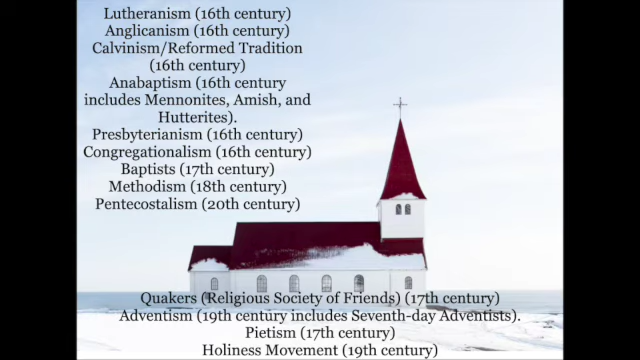 Lutheranism (16th century)
Anglicanism (16th century)
Calvinism/Reformed Tradition
(16th century)
Anabaptism (16th century
includes Mennonites, Amish, and
Hutterites).
Presbyterianism (16th century)
Congregationalism (16th century)
Baptists (17th century)
Methodism (18th century)
Pentecostalism (20th century)
Quakers (Religious Society of Friends) (17th century)
Adventism (19th century includes Seventh-day Adventists).
Pietism (17th century)
Holiness Movement (19th century)